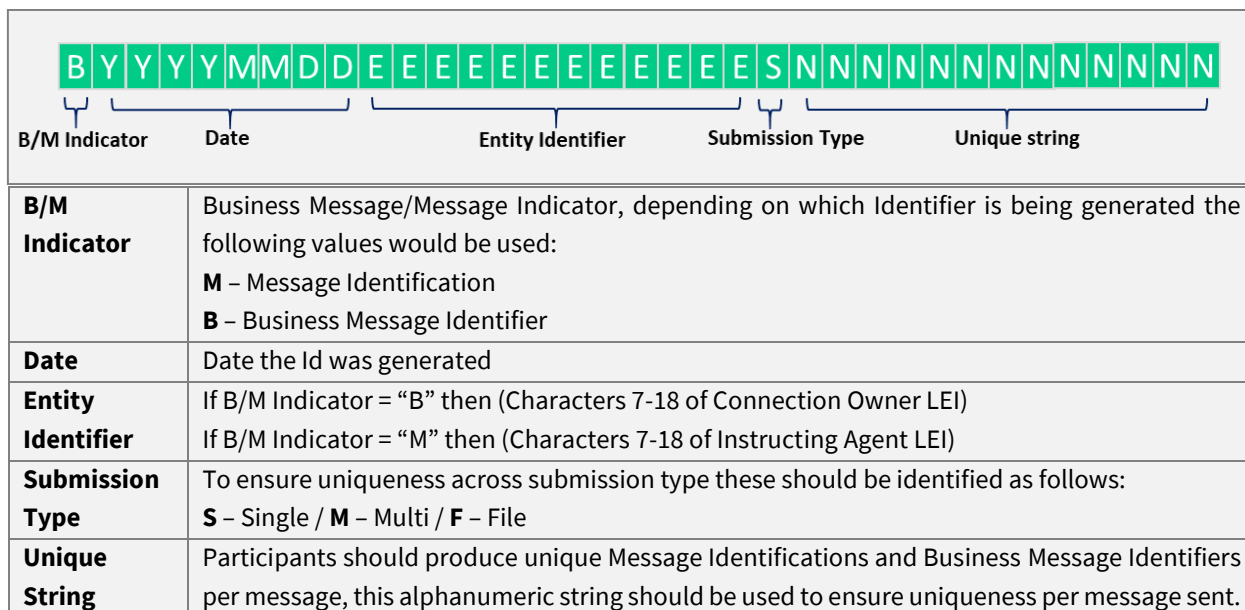 B Y Y Y Y M M D D E E E E E E E E E E E E S N N N N N N N N N N N N N
B/M Indicator Date Entity Identifier Submission Type Unique string
B/M Business Message/Message Indicator, depending on which Identifier is being generated the
Indicator following values would be used:
M – Message Identification
B – Business Message Identifier
Date Date the Id was generated
Entity If B/M Indicator = “B” then (Characters 7-18 of Connection Owner LEI)
Identifier If B/M Indicator = “M” then (Characters 7-18 of Instructing Agent LEI)
Submission To ensure uniqueness across submission type these should be identified as follows:
Type S – Single / M – Multi / F – File
Unique Participants should produce unique Message Identifications and Business Message Identifiers
String per message, this alphanumeric string should be used to ensure uniqueness per message sent.